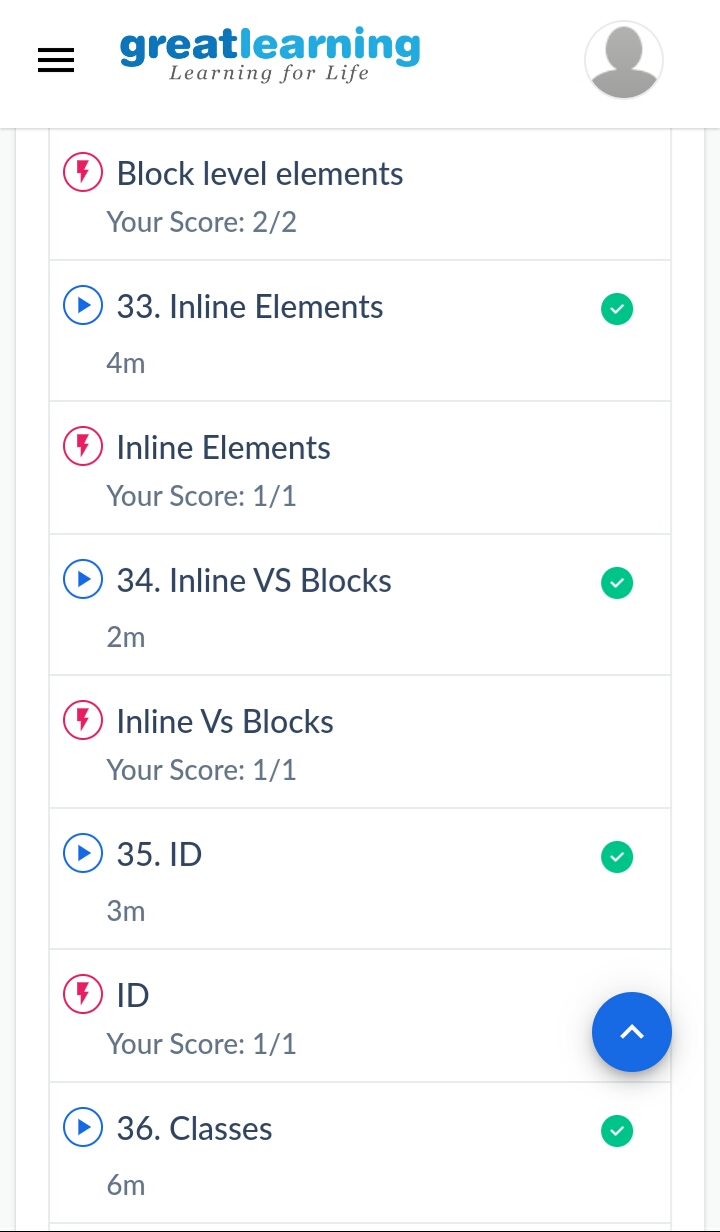 greatlearning
Learning for Life
Block level elements
Your Score: 2/2
33. Inline Elements
4m
Inline Elements
Your Score: 1/1
34. Inline VS Blocks
2m
Inline Vs Blocks
Your Score: 1/1
35. ID
3m
ID
Your Score: 1/1
36. Classes
6m